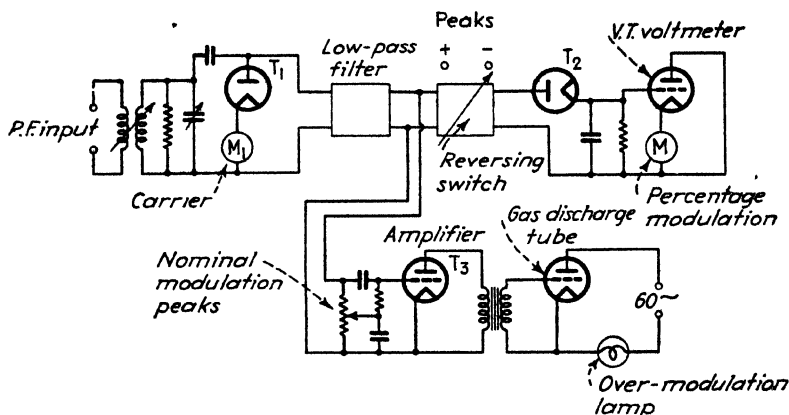 Peaks
+ −
Low-pass
filter
T1
T2
V.T. voltmeter
R.F. input
M1
M
Carrier
Reversing
switch
Percentage
modulation
Gas discharge
tube
Amplifier
T3
Nominal
modulation
peaks
60~
Over-modulation
lamp